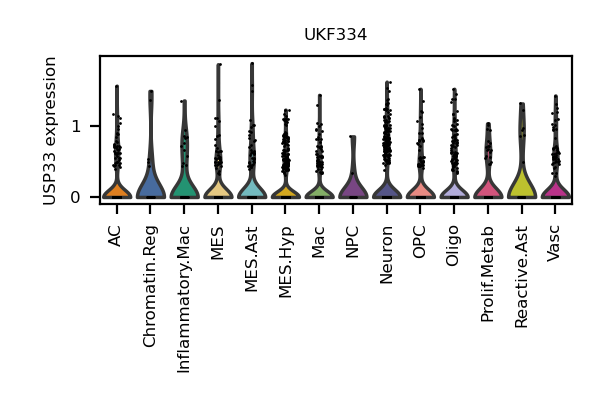 UKF334
USP33 expression
1
0
AC
Chromatin.Reg
Inflammatory.Mac
MES
MES.Ast
MES.Hyp
Mac
NPC
Neuron
OPC
Oligo
Prolif.Metab
Reactive.Ast
Vasc